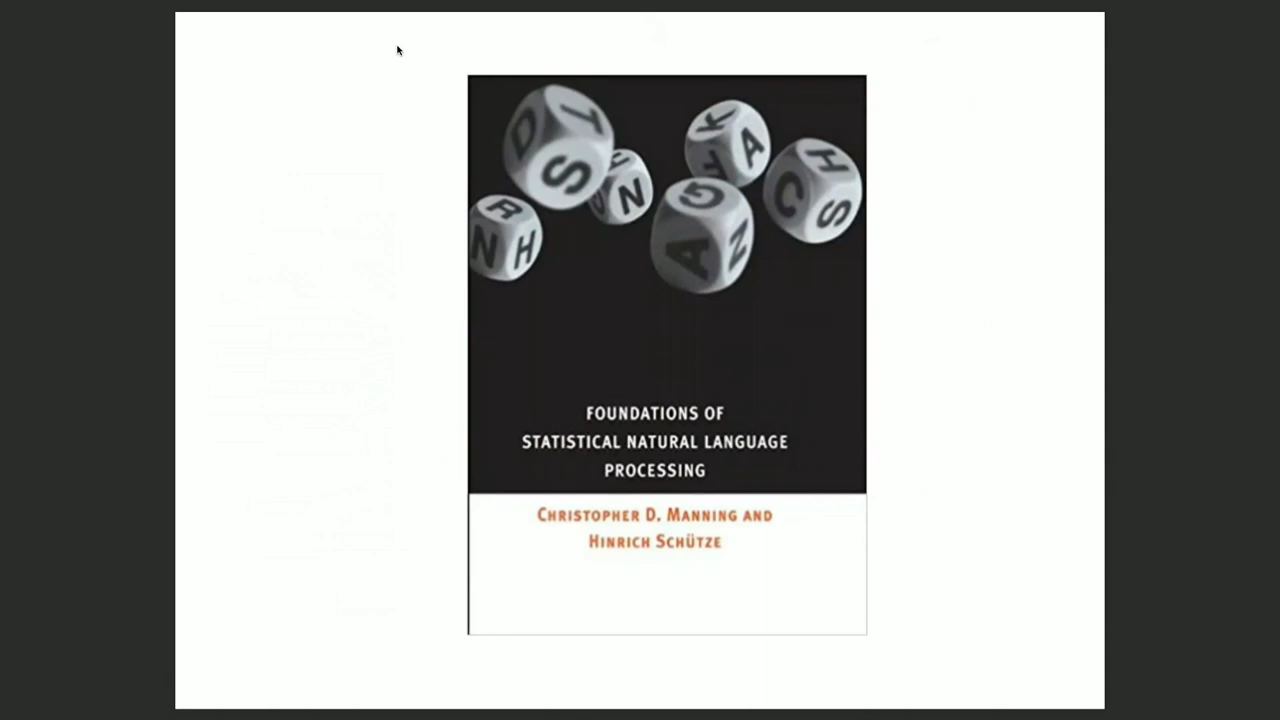 D I S
E N
K A
H C S
R N H
G A N
FOUNDATIONS OF
STATISTICAL NATURAL LANGUAGE
PROCESSING
CHRISTOPHER D. MANNING AND
HINRICH SCHÜTZE